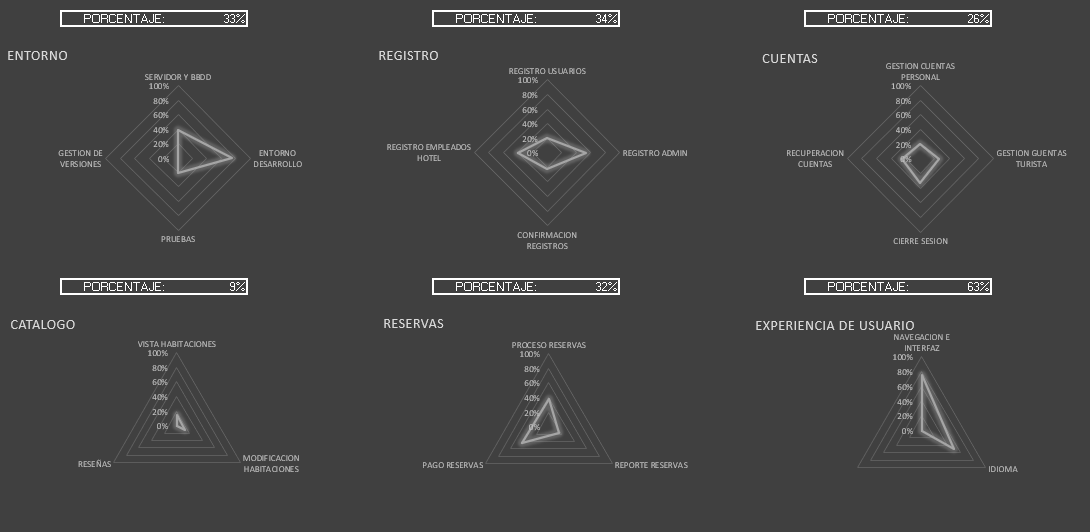 PORCENTAJE: 33%
ENTORNO
SERVIDOR Y BBDD
100%
80%
60%
40%
20%
0%
GESTION DE
VERSIONES
ENTORNO
DESARROLLO
PRUEBAS
PORCENTAJE: 34%
REGISTRO
REGISTRO USUARIOS
100%
80%
60%
40%
20%
0%
REGISTRO EMPLEADOS
HOTEL
REGISTRO ADMIN
CONFIRMACION
REGISTROS
PORCENTAJE: 26%
CUENTAS
GESTION CUENTAS
PERSONAL
100%
80%
60%
40%
20%
0%
RECUPERACION
CUENTAS
GESTION GUENTAS
TURISTA
CIERRE SESION
PORCENTAJE: 9%
CATALOGO
VISTA HABITACIONES
100%
80%
60%
40%
20%
0%
RESEÑAS
MODIFICACION
HABITACIONES
PORCENTAJE: 32%
RESERVAS
PROCESO RESERVAS
100%
80%
60%
40%
20%
0%
PAGO RESERVAS
REPORTE RESERVAS
PORCENTAJE: 63%
EXPERIENCIA DE USUARIO
NAVEGACION E
INTERFAZ
100%
80%
60%
40%
20%
0%
IDIOMA